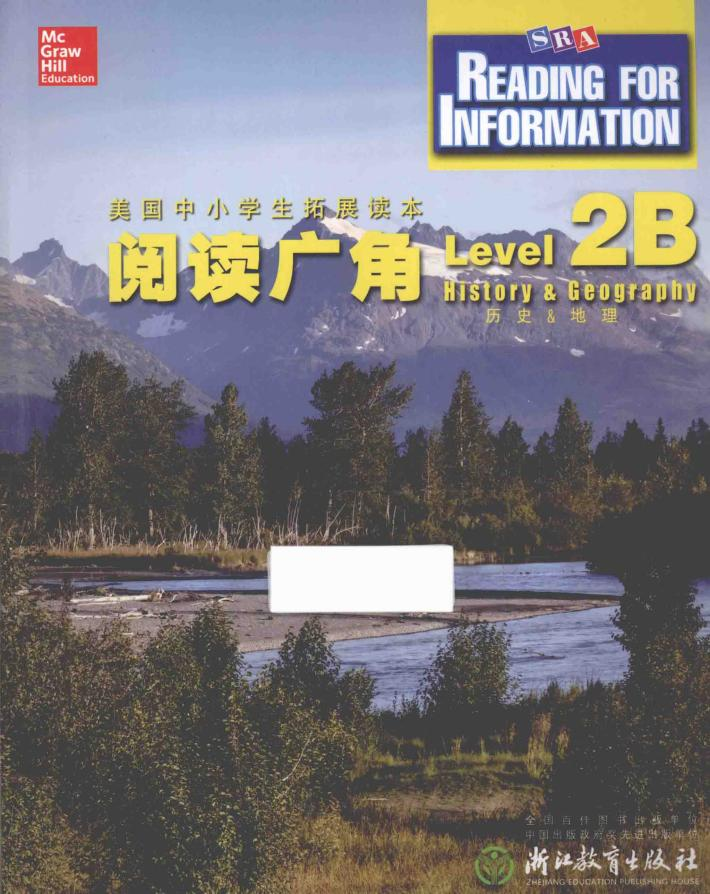 Mc
Graw
Hill
Education
SRA
READING FOR
INFORMATION
美国中小学生拓展读本
阅读广角 Level 2B
History & Geography
历史&地理
全国百佳图书出版单位
中国出版政府奖先进出版单位
浙江教育出版社
ZHEJIANG EDUCATION PUBLISHING HOUSE